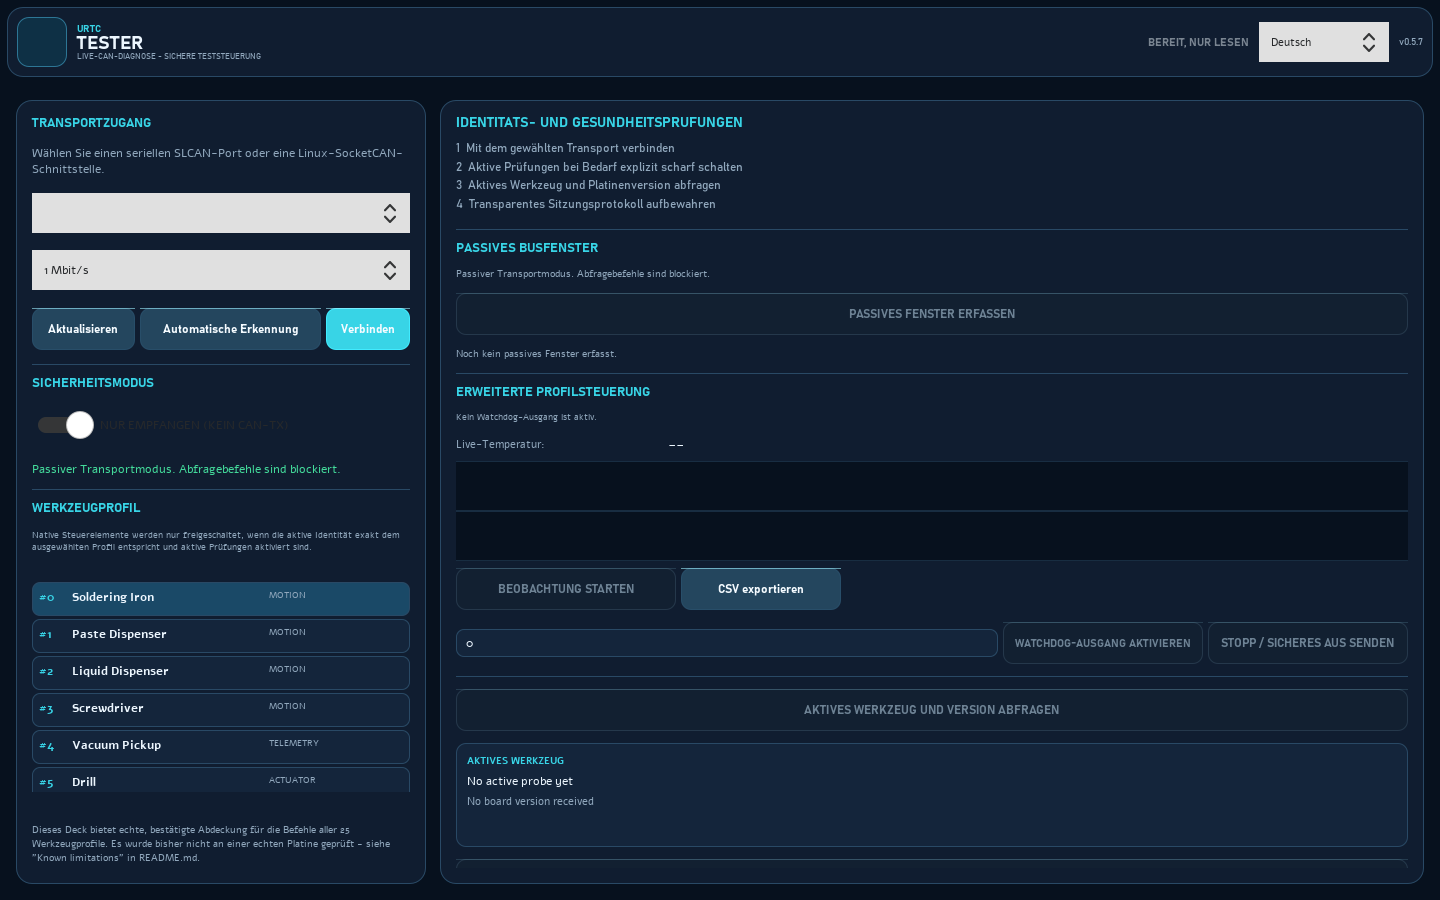 URTC
TESTER
LIVE-CAN-DIAGNOSE - SICHERE TESTSTEUERUNG
BEREIT, NUR LESEN
Deutsch
v0.5.7
TRANSPORTZUGANG
Wählen Sie einen seriellen SLCAN-Port oder eine Linux-SocketCAN-
Schnittstelle.
1 Mbit/s
Aktualisieren
Automatische Erkennung
Verbinden
SICHERHEITSMODUS
NUR EMPFANGEN (KEIN CAN-TX)
Passiver Transportmodus. Abfragebefehle sind blockiert.
WERKZEUGPROFIL
Native Steuerelemente werden nur freigeschaltet, wenn die aktive Identität exakt dem
ausgewählten Profil entspricht und aktive Prüfungen aktiviert sind.
#0 Soldering Iron MOTION
#1 Paste Dispenser MOTION
#2 Liquid Dispenser MOTION
#3 Screwdriver MOTION
#4 Vacuum Pickup TELEMETRY
#5 Drill ACTUATOR
Dieses Deck bietet echte, bestätigte Abdeckung für die Befehle aller 25
Werkzeugprofile. Es wurde bisher nicht an einer echten Platine geprüft - siehe
"Known limitations" in README.md.
IDENTITATS- UND GESUNDHEITSPRUFUNGEN
1 Mit dem gewählten Transport verbinden
2 Aktive Prüfungen bei Bedarf explizit scharf schalten
3 Aktives Werkzeug und Platinenversion abfragen
4 Transparentes Sitzungsprotokoll aufbewahren
PASSIVES BUSFENSTER
Passiver Transportmodus. Abfragebefehle sind blockiert.
PASSIVES FENSTER ERFASSEN
Noch kein passives Fenster erfasst.
ERWEITERTE PROFILSTEUERUNG
Kein Watchdog-Ausgang ist aktiv.
Live-Temperatur: --
BEOBACHTUNG STARTEN
CSV exportieren
0
WATCHDOG-AUSGANG AKTIVIEREN
STOPP / SICHERES AUS SENDEN
AKTIVES WERKZEUG UND VERSION ABFRAGEN
AKTIVES WERKZEUG
No active probe yet
No board version received